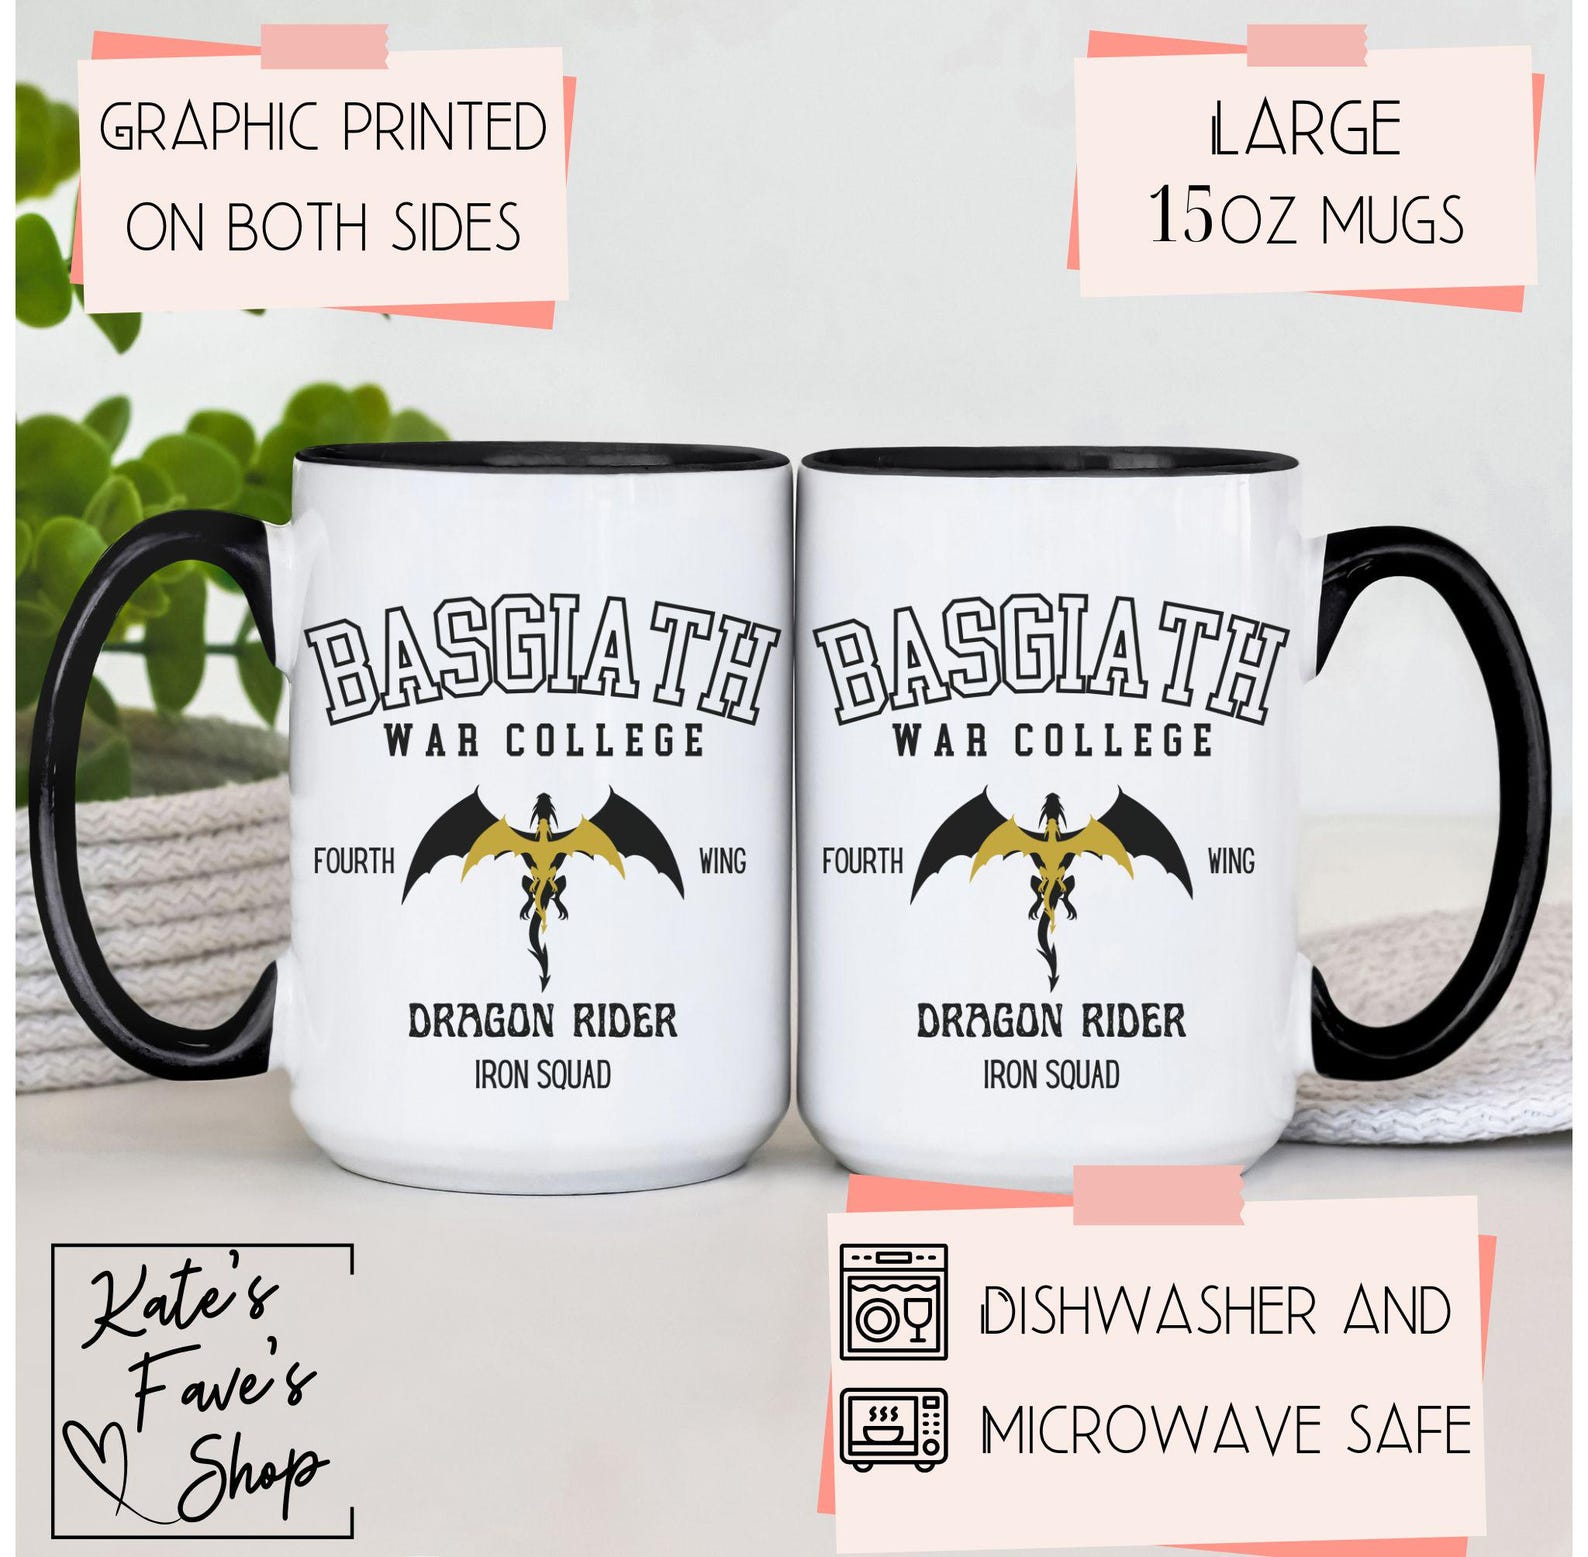 GRAPHIC PRINTED
ON BOTH SIDES
LARGE
15OZ MUGS
BASGIATH
WAR COLLEGE
FOURTH WING
DRAGON RIDER
IRON SQUAD
BASGIATH
WAR COLLEGE
FOURTH WING
DRAGON RIDER
IRON SQUAD
Kate's
Fave's
Shop
DISHWASHER AND
MICROWAVE SAFE